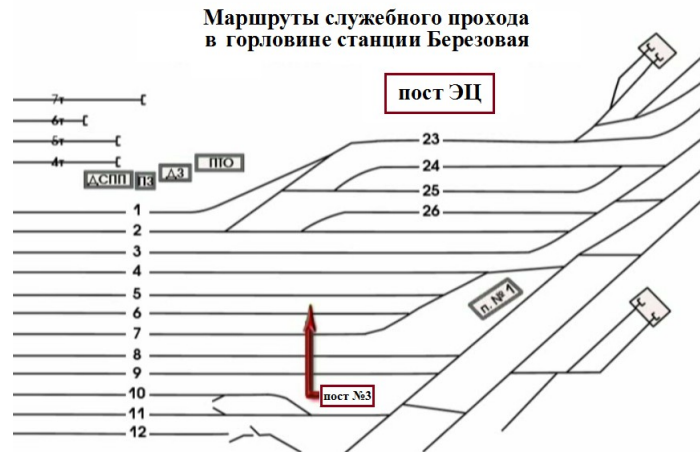 Маршруты служебного прохода
в горловине станции Березовая
пост ЭЦ
7т
6т
5т
4т
ДСПП
ПЗ
ДЗ
ПТО
23
24
25
26
1
2
3
4
5
6
7
8
9
10
11
12
п. № 1
пост №3